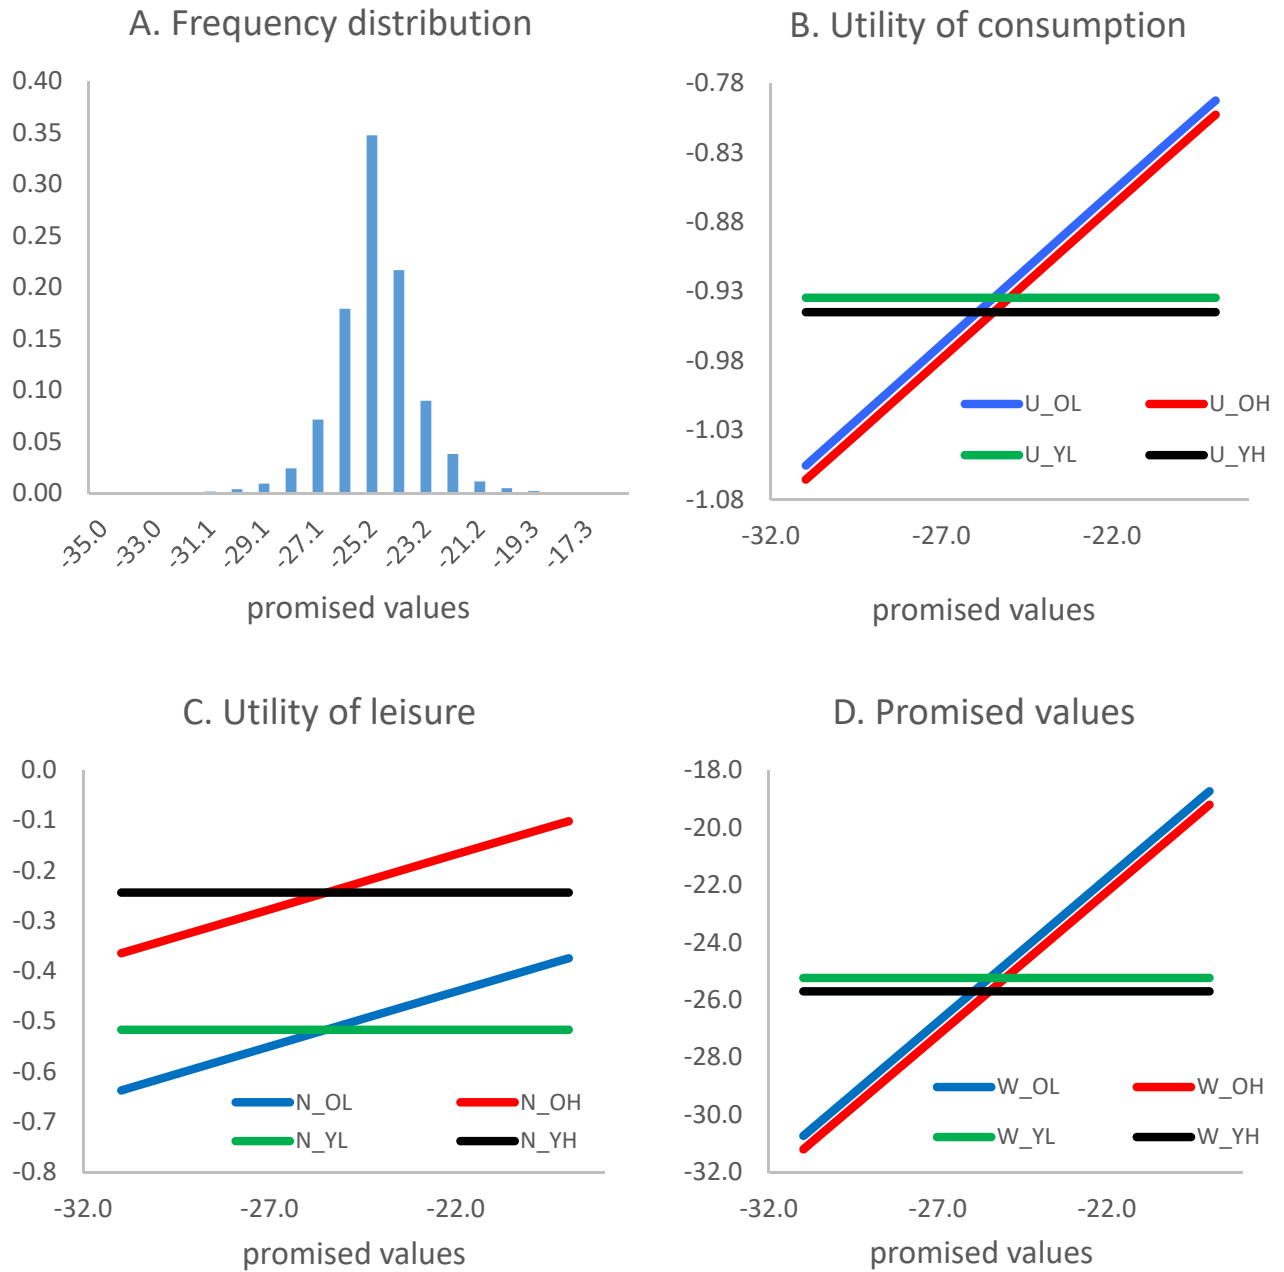 A. Frequency distribution
0.40
0.35
0.30
0.25
0.20
0.15
0.10
0.05
0.00
-35.0 -33.0 -31.1 -29.1 -27.1 -25.2 -23.2 -21.2 -19.3 -17.3
promised values
B. Utility of consumption
-0.78
-0.83
-0.88
-0.93
-0.98
-1.03
-1.08
U_OL U_OH
U_YL U_YH
-32.0 -27.0 -22.0
promised values
C. Utility of leisure
0.0
-0.1
-0.2
-0.3
-0.4
-0.5
-0.6
-0.7
-0.8
N_OL N_OH
N_YL N_YH
-32.0 -27.0 -22.0
promised values
D. Promised values
-18.0
-20.0
-22.0
-24.0
-26.0
-28.0
-30.0
-32.0
W_OL W_OH
W_YL W_YH
-32.0 -27.0 -22.0
promised values